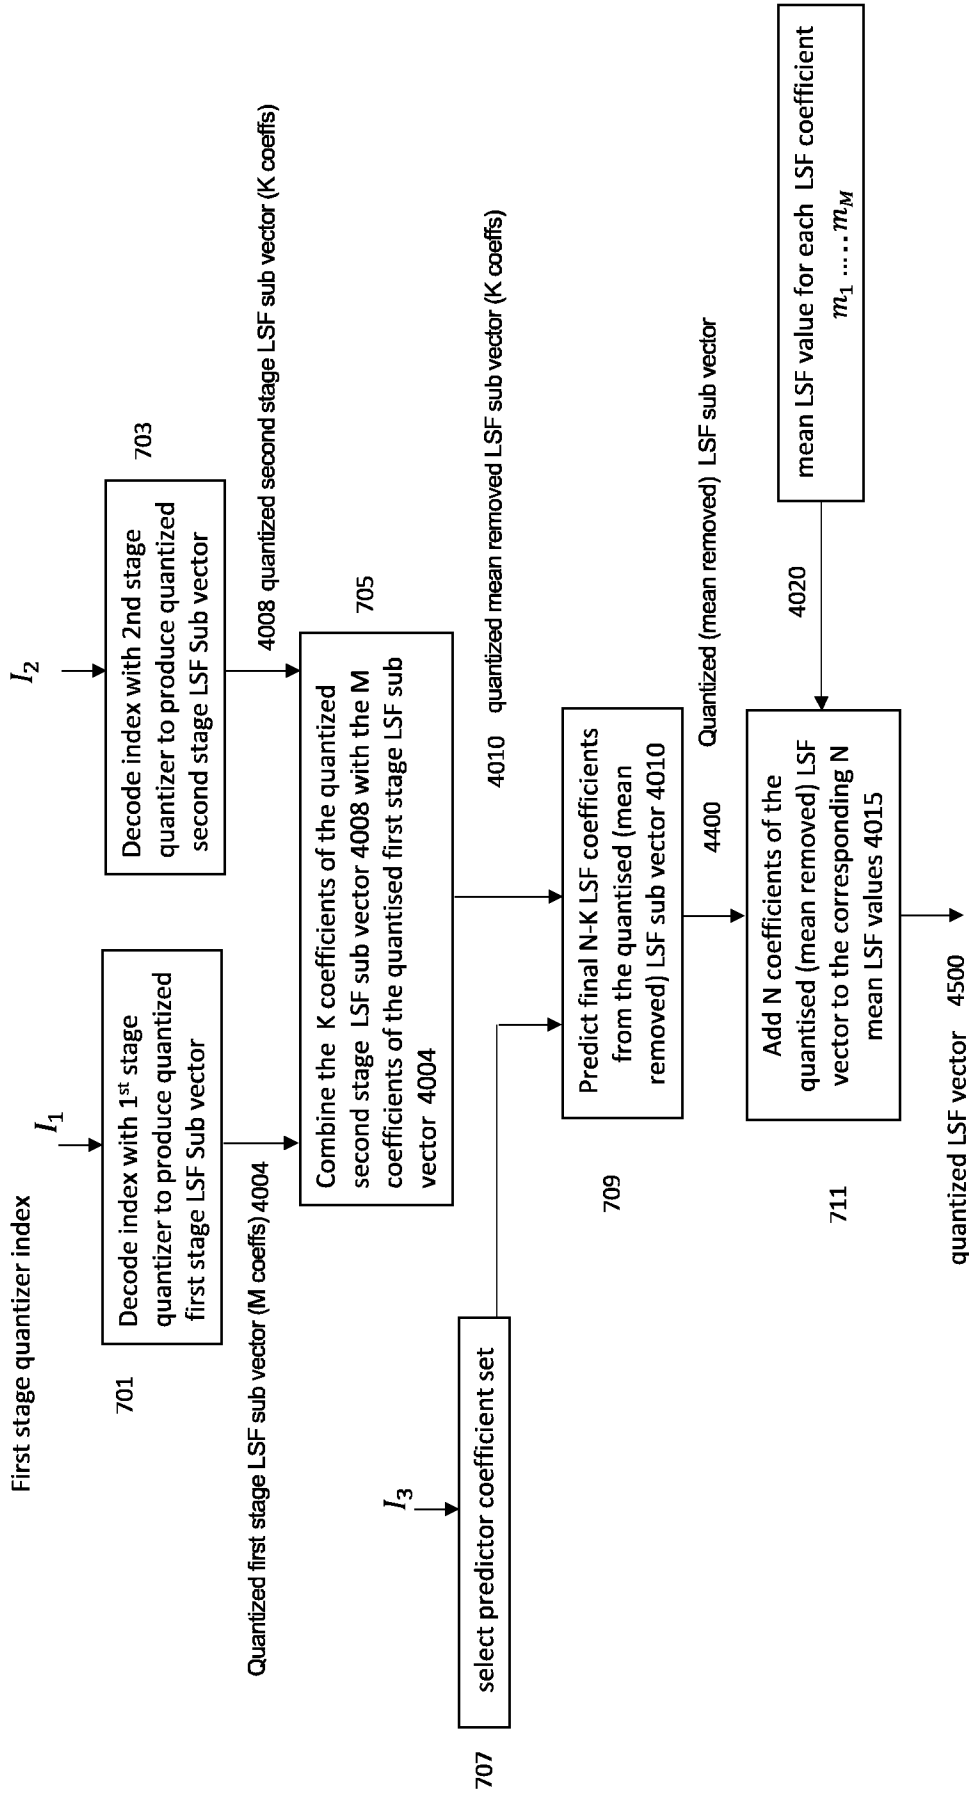 First stage quantizer index
I₁
I₂
Decode index with 1st stage
quantizer to produce quantized
first stage LSF Sub vector
701
Decode index with 2nd stage
quantizer to produce quantized
second stage LSF Sub vector
703
Quantized first stage LSF sub vector (M coeffs) 4004
4008 quantized second stage LSF sub vector (K coeffs)
Combine the K coefficients of the quantized
second stage LSF sub vector 4008 with the M
coefficients of the quantised first stage LSF sub
vector 4004
705
I₃
select predictor coefficient set
707
4010 quantized mean removed LSF sub vector (K coeffs)
Predict final N-K LSF coefficients
from the quantised (mean
removed) LSF sub vector 4010
709
4400
Quantized (mean removed) LSF sub vector
mean LSF value for each LSF coefficient
m₁ ..... m_M
4020
Add N coefficients of the
quantised (mean removed) LSF
vector to the corresponding N
mean LSF values 4015
711
quantized LSF vector 4500